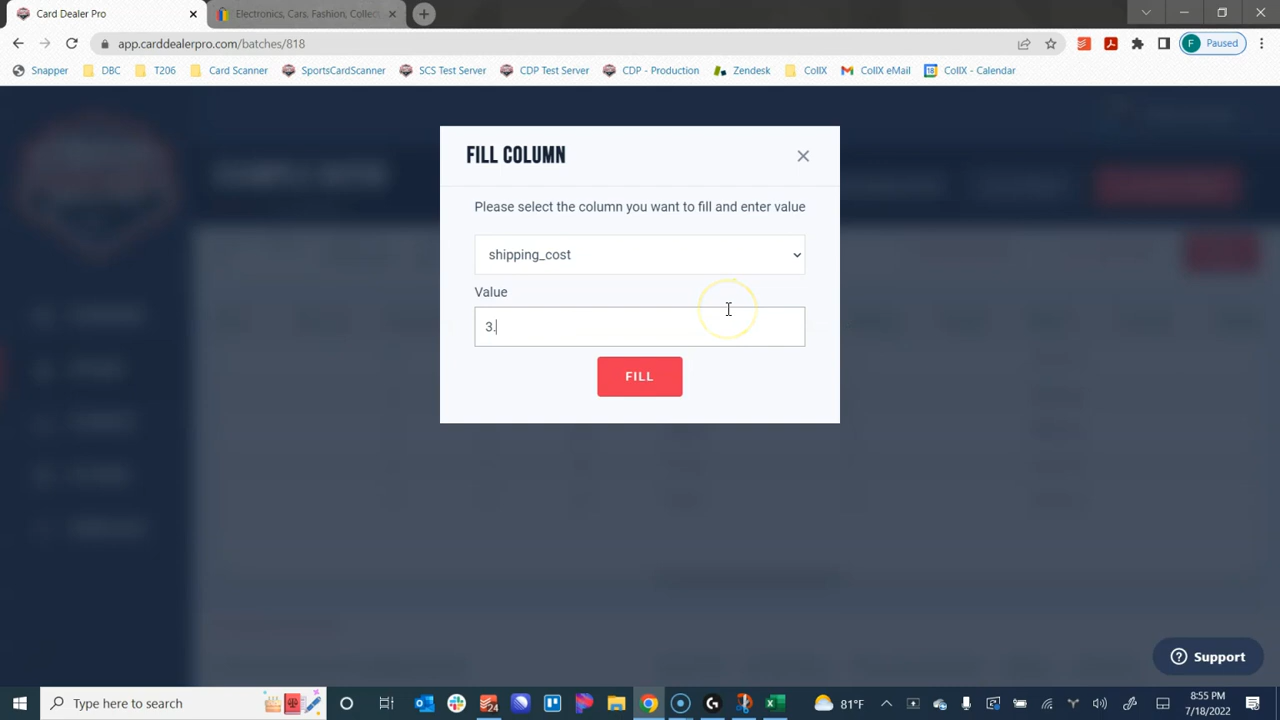 Card Dealer Pro
Electronics, Cars, Fashion, Collect
app.carddealerpro.com/batches/818
F Paused
Snapper
DBC
T206
Card Scanner
SportsCardScanner
SCS Test Server
CDP Test Server
CDP - Production
Zendesk
CollX
CollX eMail
18
CollX - Calendar
FILL COLUMN
Please select the column you want to fill and enter value
shipping_cost
Value
3.
FILL
Support
Type here to search
81°F
8:55 PM
7/18/2022